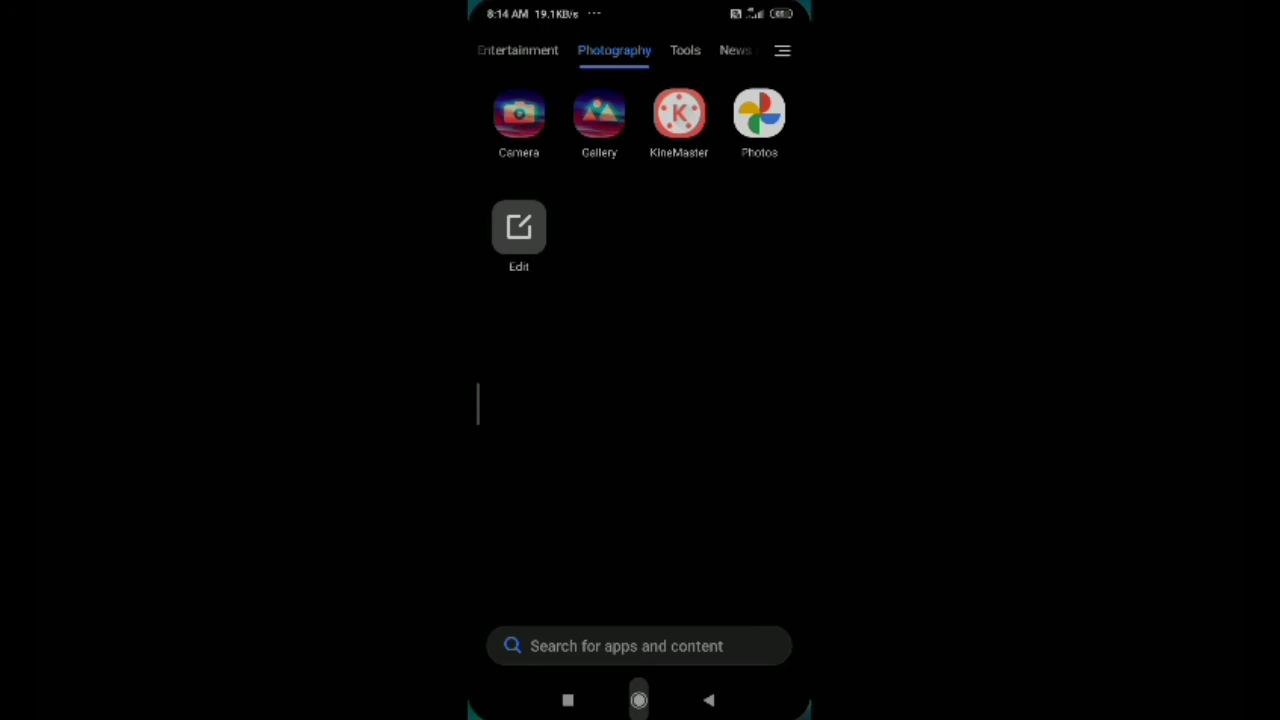 8:14 AM 19.1KB/s ...
Entertainment Photography Tools News
Camera Gallery KineMaster Photos
Edit
Search for apps and content